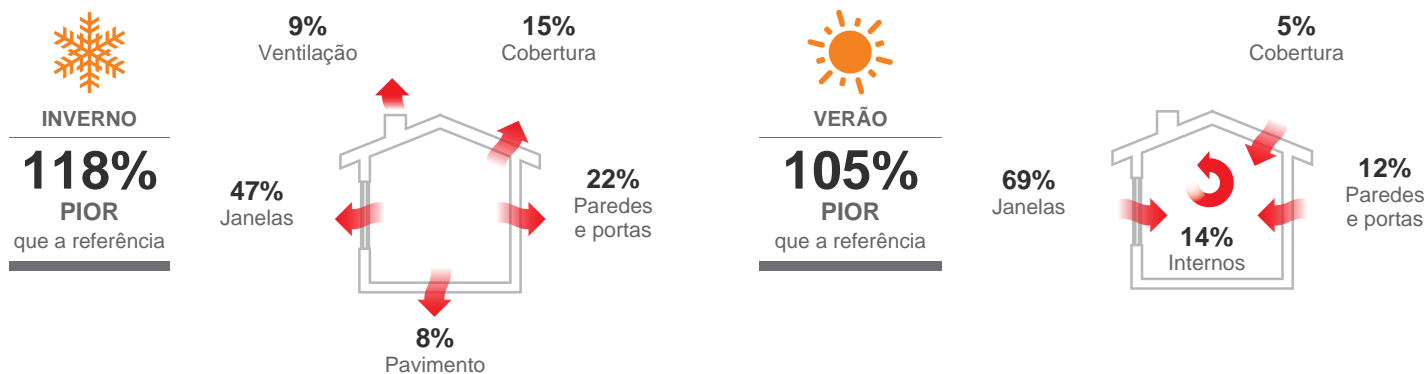 INVERNO
118%
PIOR
que a referência
9%
Ventilação
15%
Cobertura
47%
Janelas
22%
Paredes
e portas
8%
Pavimento
VERÃO
105%
PIOR
que a referência
5%
Cobertura
69%
Janelas
12%
Paredes
e portas
14%
Internos